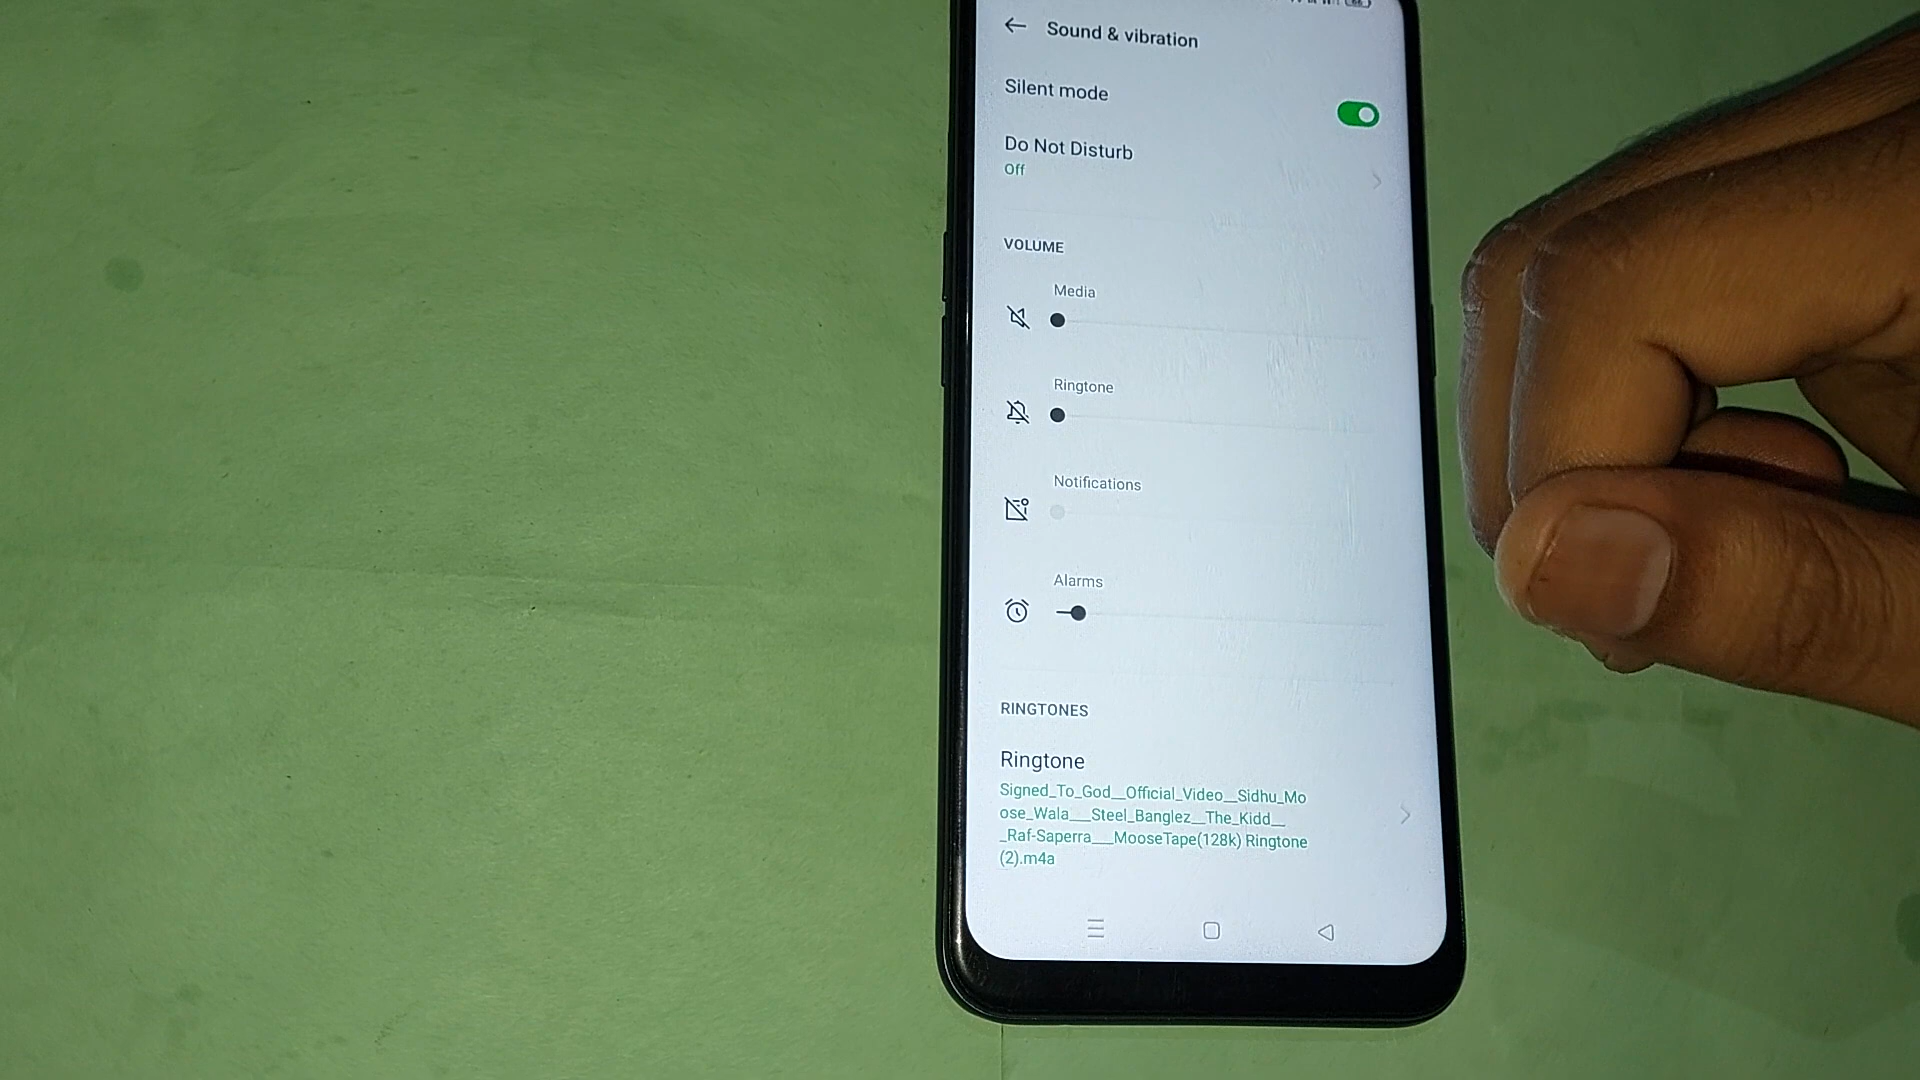 Sound & vibration
Silent mode
Do Not Disturb
Off
VOLUME
Media
Ringtone
Notifications
Alarms
RINGTONES
Ringtone
Signed_To_God__Official_Video__Sidhu_Mo
ose_Wala___Steel_Banglez__The_Kidd__
_Raf-Saperra___MooseTape(128k) Ringtone
(2).m4a